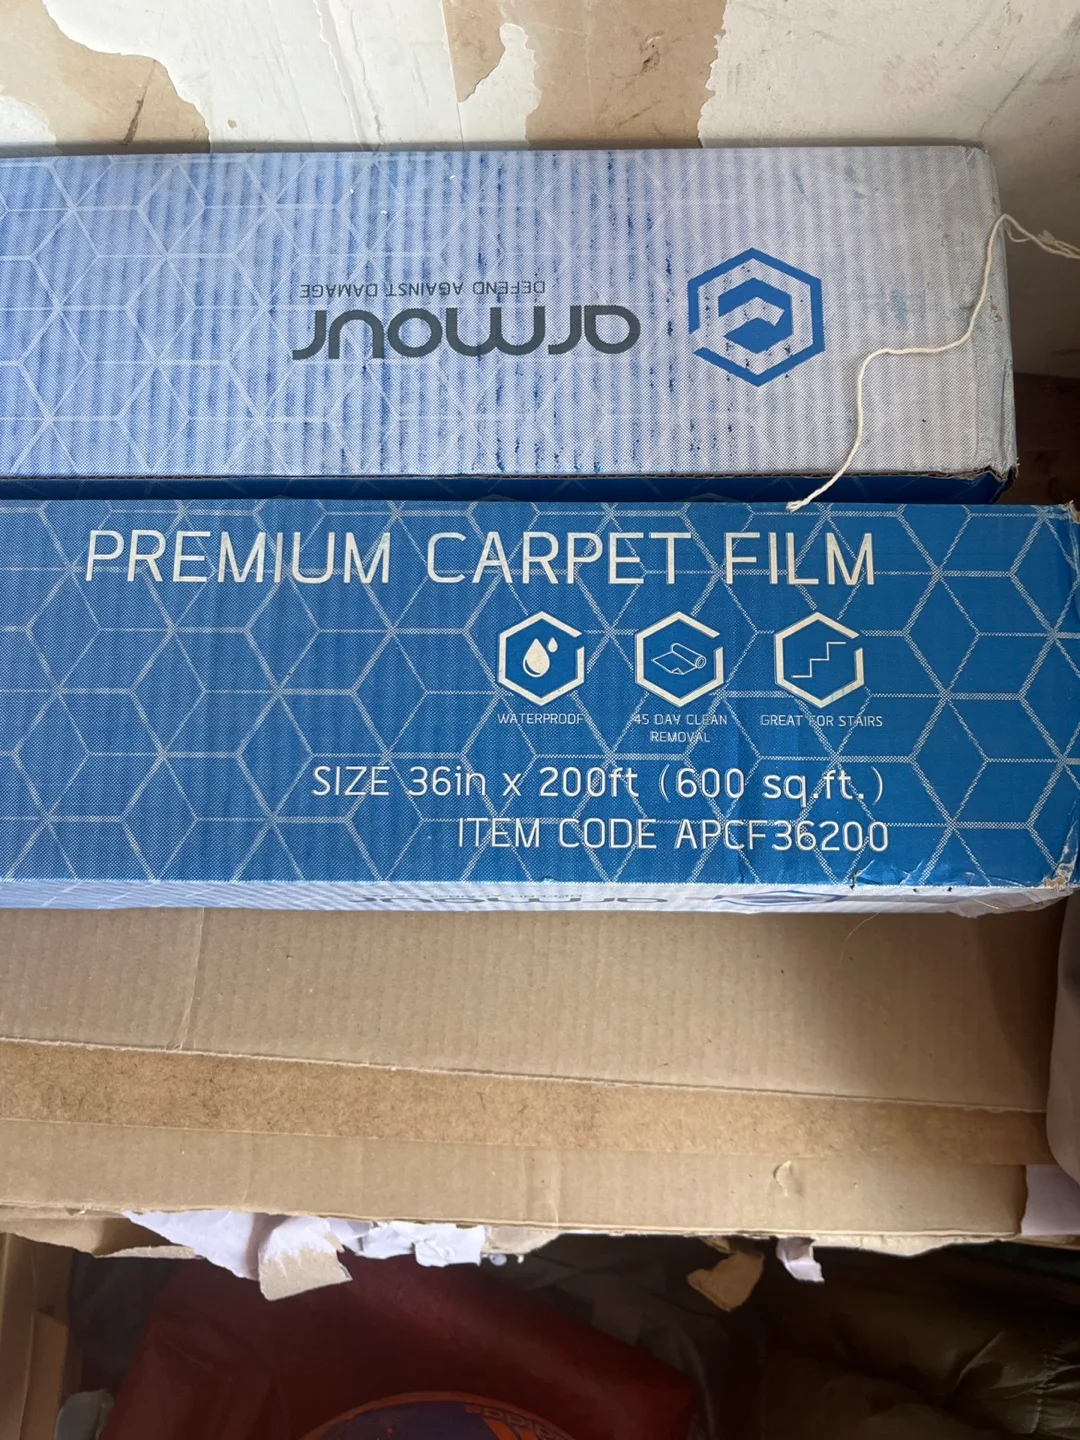 armour
DEFEND AGAINST DAMAGE
PREMIUM CARPET FILM
WATERPROOF
45 DAY CLEAN
REMOVAL
GREAT FOR STAIRS
SIZE 36in x 200ft (600 sq.ft.)
ITEM CODE APCF36200
armour